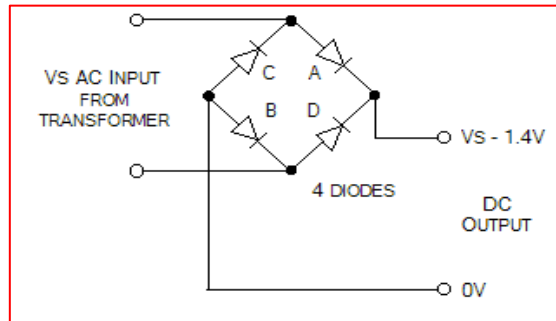 VS AC INPUT
FROM
TRANSFORMER
C A
B D
4 DIODES
VS - 1.4V
DC
OUTPUT
0V